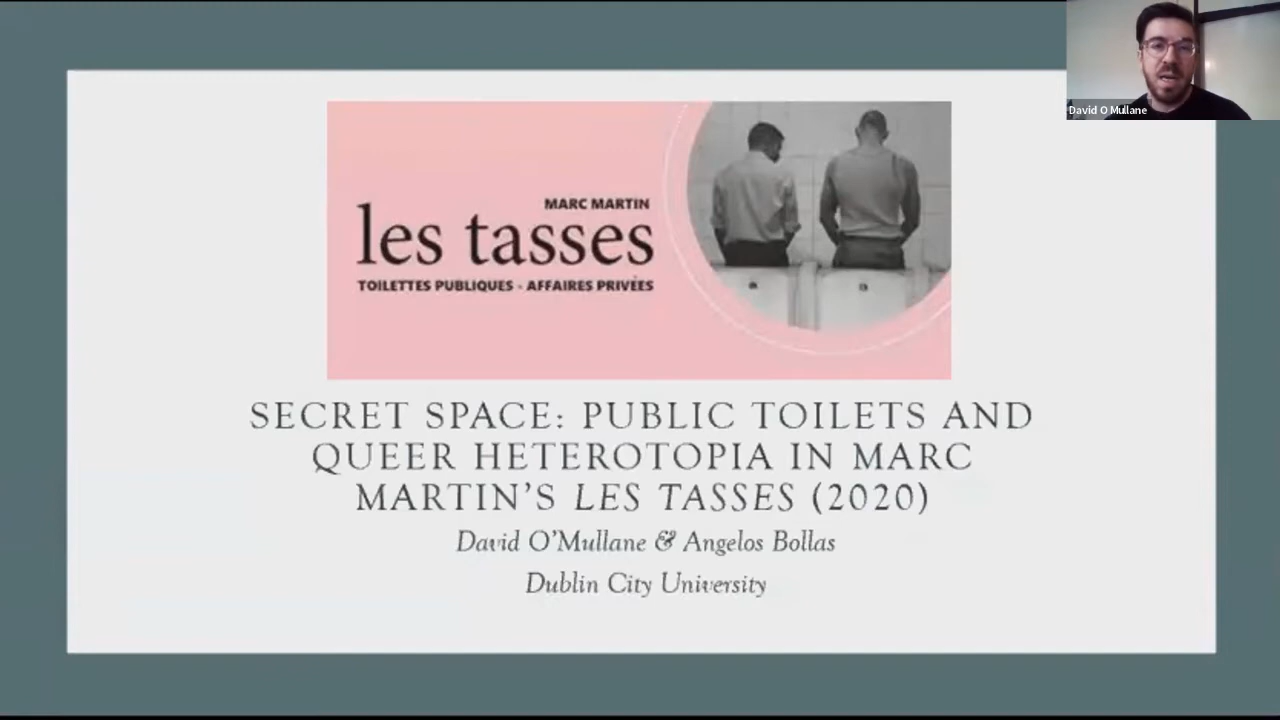 David O Mullane
MARC MARTIN
les tasses
TOILETTES PUBLIQUES - AFFAIRES PRIVÉES
SECRET SPACE: PUBLIC TOILETS AND
QUEER HETEROTOPIA IN MARC
MARTIN’S LES TASSES (2020)
David O’Mullane & Angelos Bollas
Dublin City University